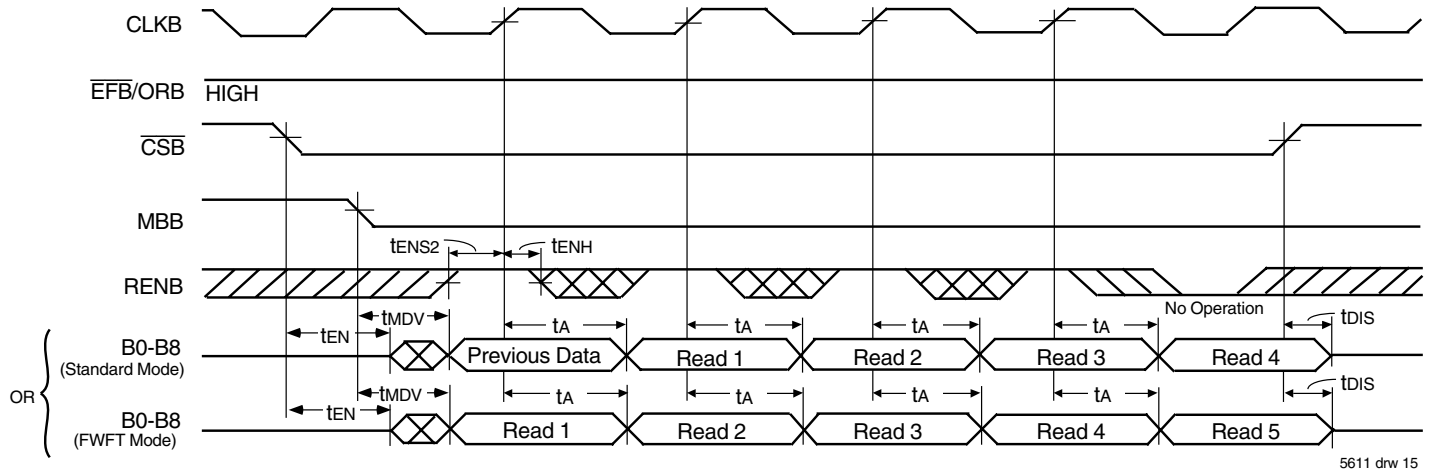 CLKB
EFB/ORB HIGH
CSB
MBB
tENS2 tENH
RENB
No Operation
tEN tMDV tA tA tA tA tDIS
B0-B8
(Standard Mode)
Previous Data Read 1 Read 2 Read 3 Read 4
OR
tEN tMDV tA tA tA tA tDIS
B0-B8
(FWFT Mode)
Read 1 Read 2 Read 3 Read 4 Read 5
5611 drw 15